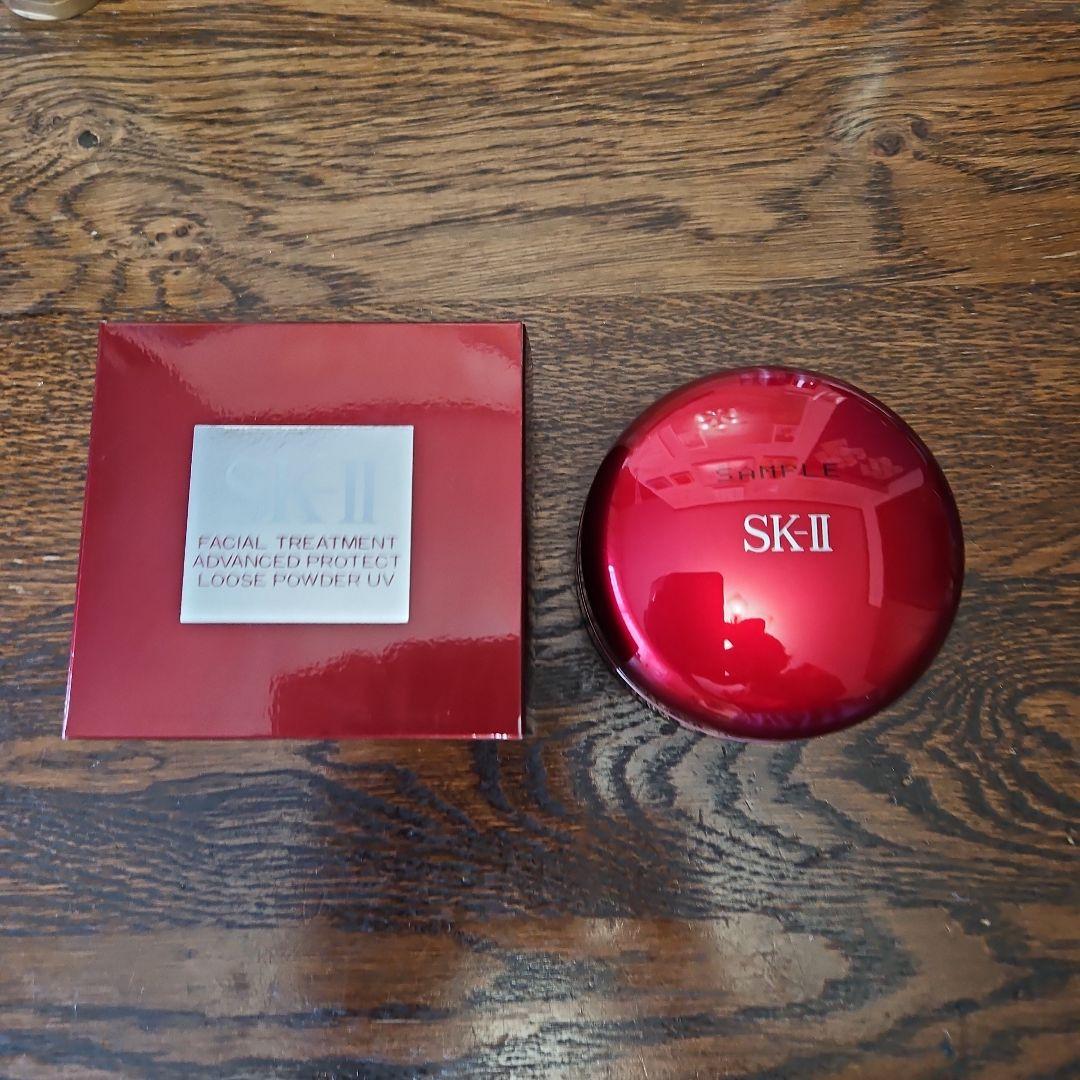 SK-II
FACIAL TREATMENT
ADVANCED PROTECT
LOOSE POWDER UV
SAMPLE
SK-II